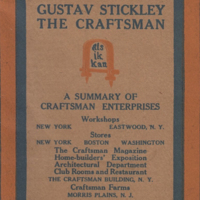 GUSTAV STICKLEY
THE CRAFTSMAN
als
ik
kan
A SUMMARY OF
CRAFTSMAN ENTERPRISES
Workshops
NEW YORK EASTWOOD, N. Y.
Stores
NEW YORK BOSTON WASHINGTON
The Craftsman Magazine
Home-builders' Exposition
Architectural Department
Club Rooms and Restaurant
THE CRAFTSMAN BUILDING, N. Y.
Craftsman Farms
MORRIS PLAINS, N. J.